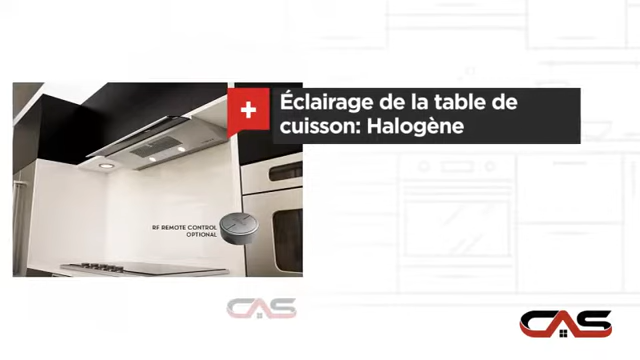 Éclairage de la table de
cuisson: Halogène
RF REMOTE CONTROL
OPTIONAL
CAS
CAS